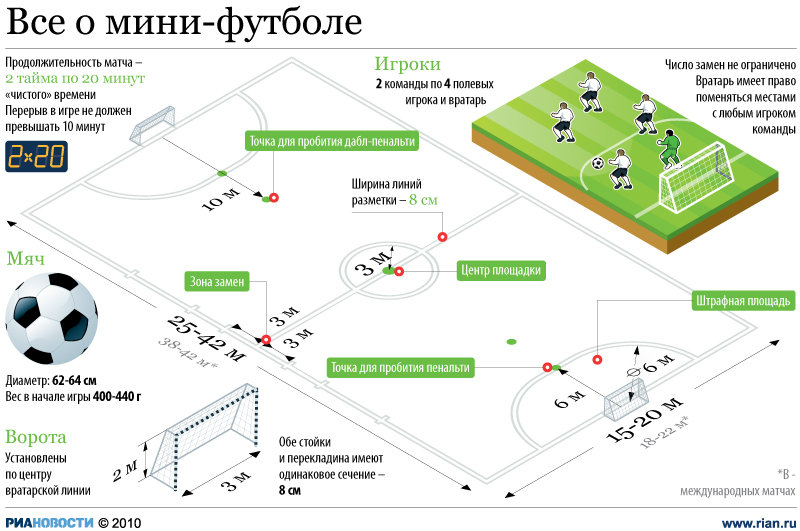 Все о мини-футболе
Продолжительность матча –
2 тайма по 20 минут
«чистого» времени
Перерыв в игре не должен
превышать 10 минут
2×20
Игроки
2 команды по 4 полевых
игрока и вратарь
Число замен не ограничено
Вратарь имеет право
поменяться местами
с любым игроком
команды
Точка для пробития дабл-пенальти
10 м
Ширина линий
разметки – 8 см
3 м
Центр площадки
Мяч
Зона замен
3 м
3 м
25-42 м
38-42 м*
Штрафная площадь
Точка для пробития пенальти
6 м
6 м
15-20 м
18-22 м*
Диаметр: 62-64 см
Вес в начале игры 400-440 г
Ворота
Установлены
по центру
вратарской линии
2 м
3 м
Обе стойки
и перекладина имеют
одинаковое сечение –
8 см
*В -
международных матчах
РИАНОВОСТИ © 2010
www.rian.ru